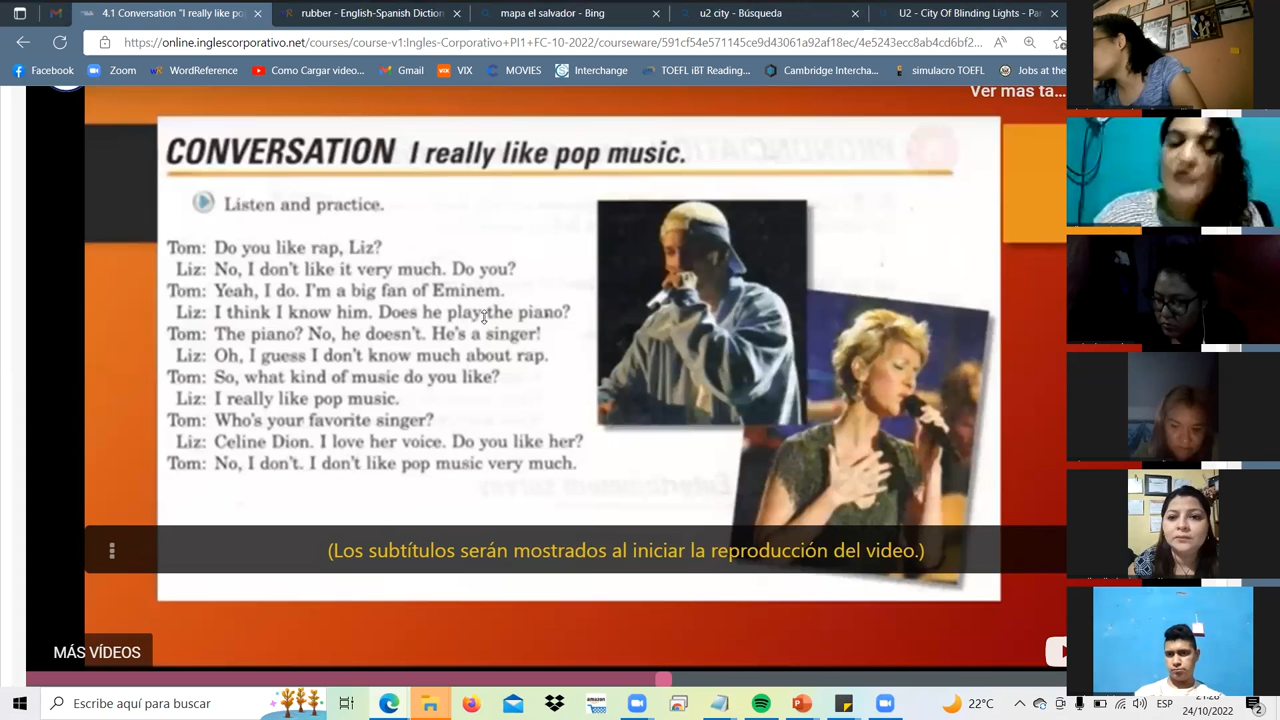 4.1 Conversation "I really like po
rubber - English-Spanish Diction
mapa el salvador - Bing
u2 city - Búsqueda
U2 - City Of Blinding Lights - Par
https://online.inglescorporativo.net/courses/course-v1:Ingles-Corporativo+PI1+FC-10-2022/courseware/591cf54e571145ce9d43061a92af18ec/4e5243ecc8ab4cd6bf2...
Facebook
Zoom
WordReference
Como Cargar video...
Gmail
VIX
MOVIES
Interchange
TOEFL iBT Reading...
Cambridge Intercha...
simulacro TOEFL
Jobs at the
Ver mas ta...
CONVERSATION I really like pop music.
Listen and practice.
Tom: Do you like rap, Liz?
Liz: No, I don't like it very much. Do you?
Tom: Yeah, I do. I'm a big fan of Eminem.
Liz: I think I know him. Does he play the piano?
Tom: The piano? No, he doesn't. He's a singer!
Liz: Oh, I guess I don't know much about rap.
Tom: So, what kind of music do you like?
Liz: I really like pop music.
Tom: Who's your favorite singer?
Liz: Celine Dion. I love her voice. Do you like her?
Tom: No, I don't. I don't like pop music very much.
(Los subtítulos serán mostrados al iniciar la reproducción del video.)
MÁS VÍDEOS
Escribe aquí para buscar
22°C
ESP
24/10/2022
2